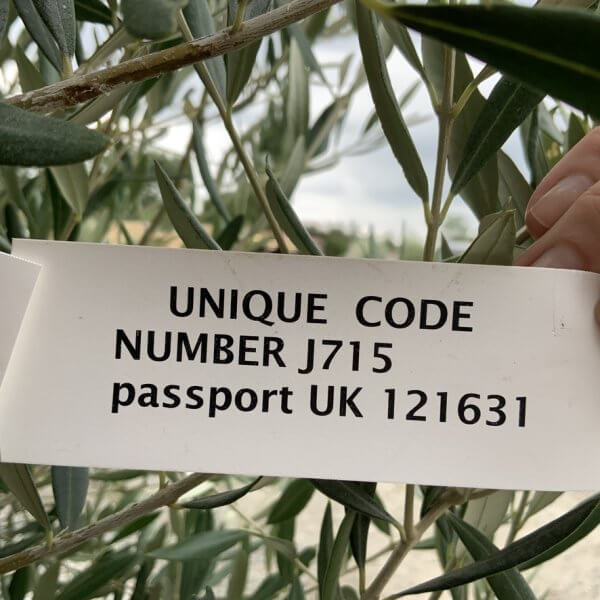 UNIQUE CODE
NUMBER J715
passport UK 121631